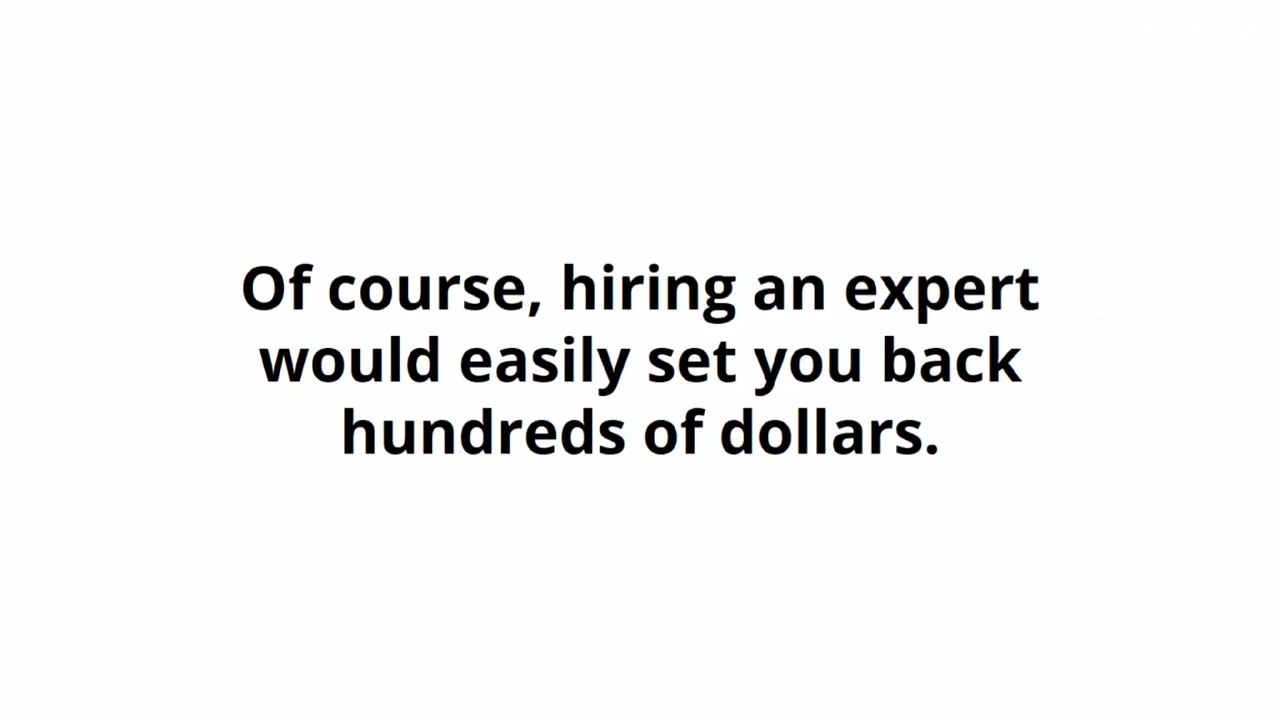 Of course, hiring an expert
would easily set you back
hundreds of dollars.